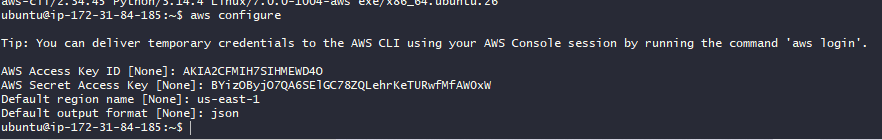 aws-cli/2.34.45 Python/3.14.4 Linux/7.0.0-1004-aws exe/x86_64.ubuntu.26
ubuntu@ip-172-31-84-185:~$ aws configure
Tip: You can deliver temporary credentials to the AWS CLI using your AWS Console session by running the command 'aws login'.
AWS Access Key ID [None]: AKIA2CFMIH7SIHMEWD4O
AWS Secret Access Key [None]: BYizOByjO7QA6SElGC78ZQLehrKeTURwfMfAWOxW
Default region name [None]: us-east-1
Default output format [None]: json
ubuntu@ip-172-31-84-185:~$